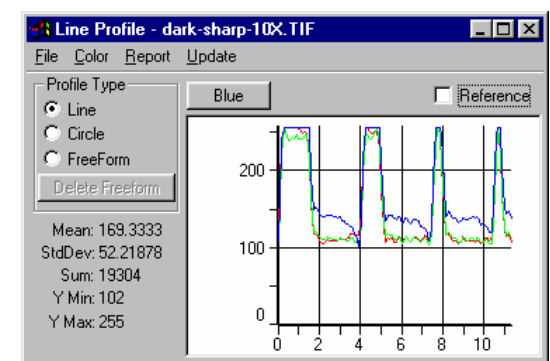 Line Profile - dark-sharp-10X.TIF
File Color Report Update
Profile Type
Line
Circle
FreeForm
Delete Freeform
Mean: 169.3333
StdDev: 52.21878
Sum: 19304
Y Min: 102
Y Max: 255
Blue
Reference
200
100
0
0 2 4 6 8 10